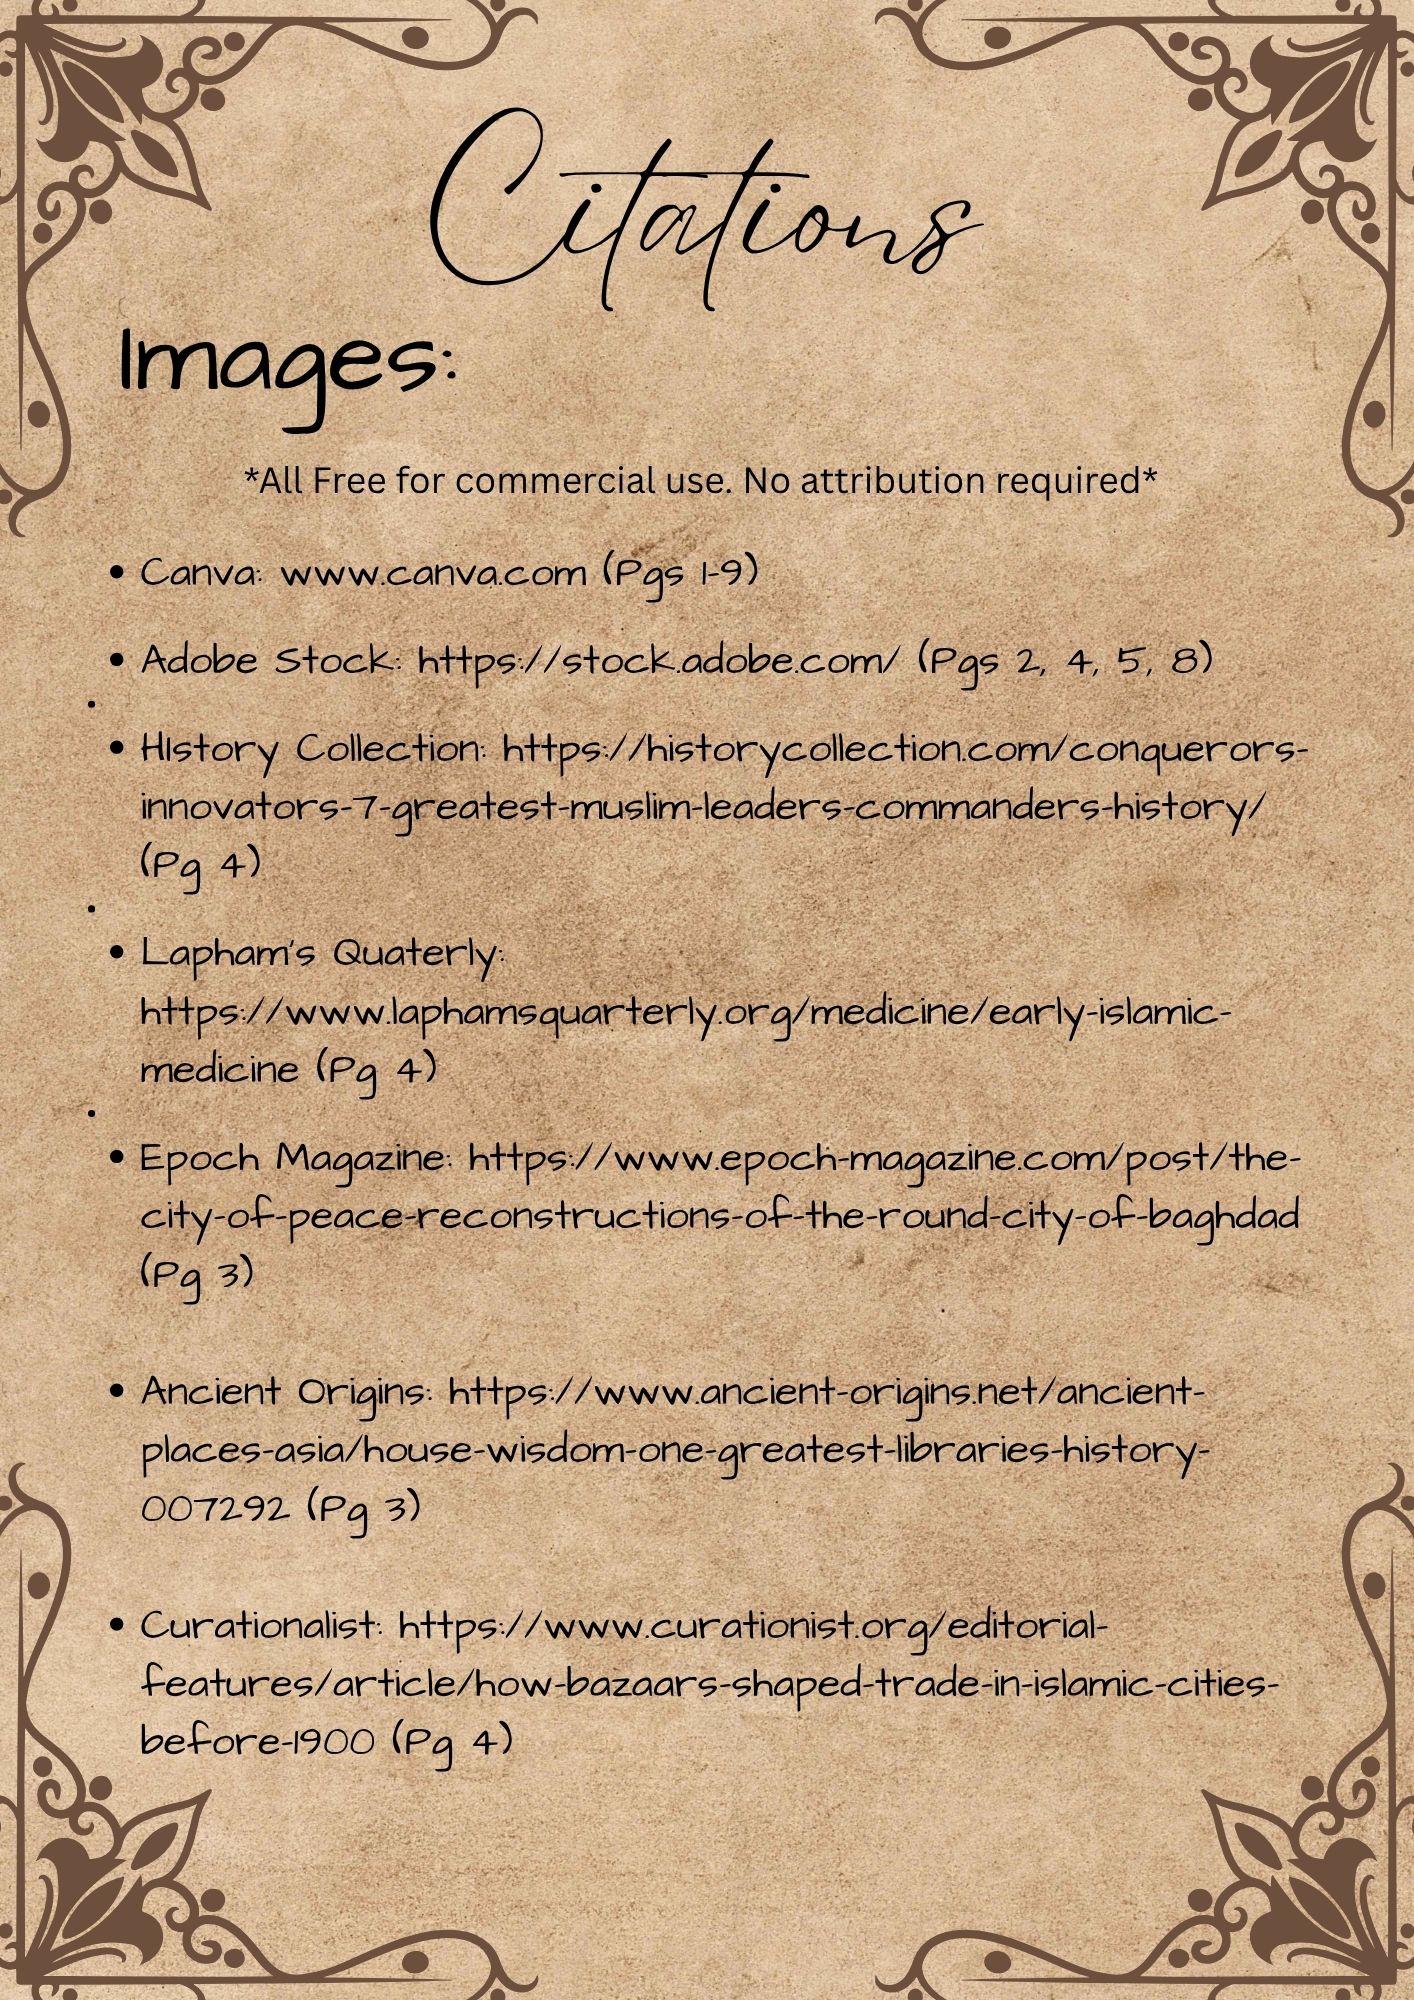 Citations
Images:
*All Free for commercial use. No attribution required*
• Canva: www.canva.com (Pgs 1-9)
• Adobe Stock: https://stock.adobe.com/ (Pgs 2, 4, 5, 8)
•
• HIstory Collection: https://historycollection.com/conquerors-
innovators-7-greatest-muslim-leaders-commanders-history/
(Pg 4)
•
• Lapham's Quaterly:
https://www.laphamsquarterly.org/medicine/early-islamic-
medicine (Pg 4)
•
• Epoch Magazine: https://www.epoch-magazine.com/post/the-
city-of-peace-reconstructions-of-the-round-city-of-baghdad
(Pg 3)
• Ancient Origins: https://www.ancient-origins.net/ancient-
places-asia/house-wisdom-one-greatest-libraries-history-
007292 (Pg 3)
• Curationalist: https://www.curationist.org/editorial-
features/article/how-bazaars-shaped-trade-in-islamic-cities-
before-1900 (Pg 4)